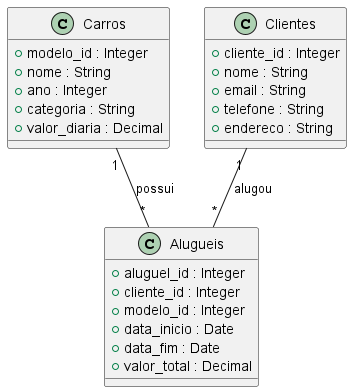 C Carros
modelo_id : Integer
nome : String
ano : Integer
categoria : String
valor_diaria : Decimal
C Clientes
cliente_id : Integer
nome : String
email : String
telefone : String
endereco : String
1
possui
*
1
alugou
*
C Alugueis
aluguel_id : Integer
cliente_id : Integer
modelo_id : Integer
data_inicio : Date
data_fim : Date
valor_total : Decimal